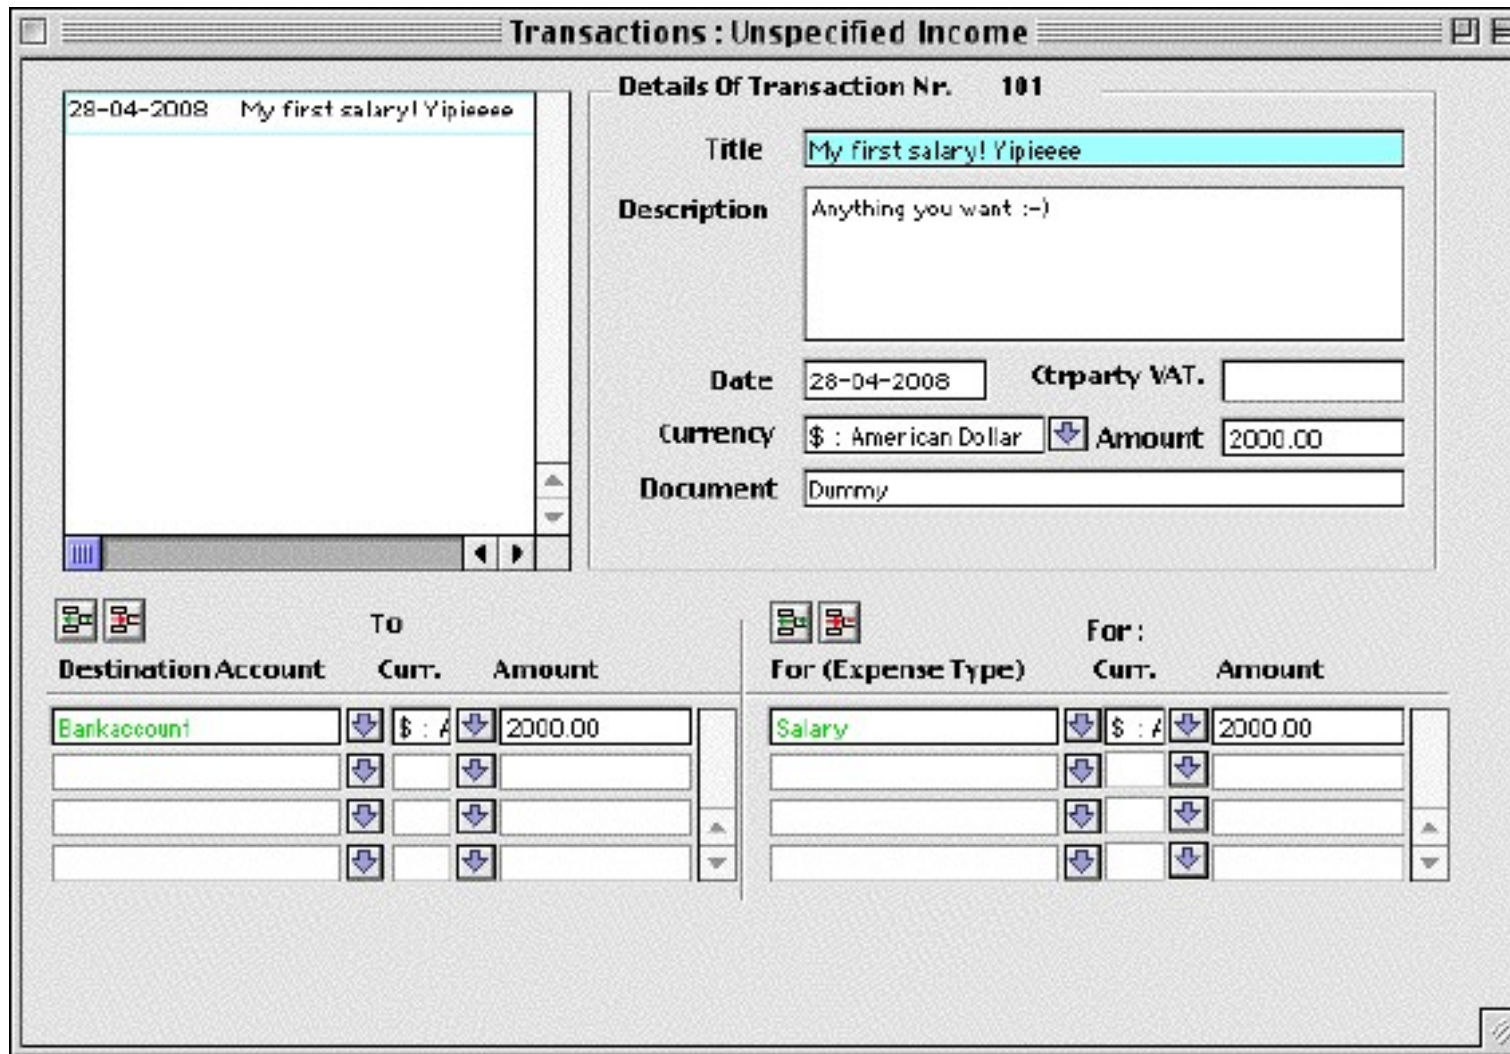 Transactions : Unspecified Income
28-04-2008 My first salary! Yipieeee
Details Of Transaction Nr. 101
Title My first salary! Yipieeee
Description Anything you want :-)
Date 28-04-2008 Ctrparty VAT.
Currency $ : American Dollar Amount 2000.00
Document Dummy
To
Destination Account Curr. Amount
Bankaccount $ : A 2000.00
For :
For (Expense Type) Curr. Amount
Salary $ : A 2000.00